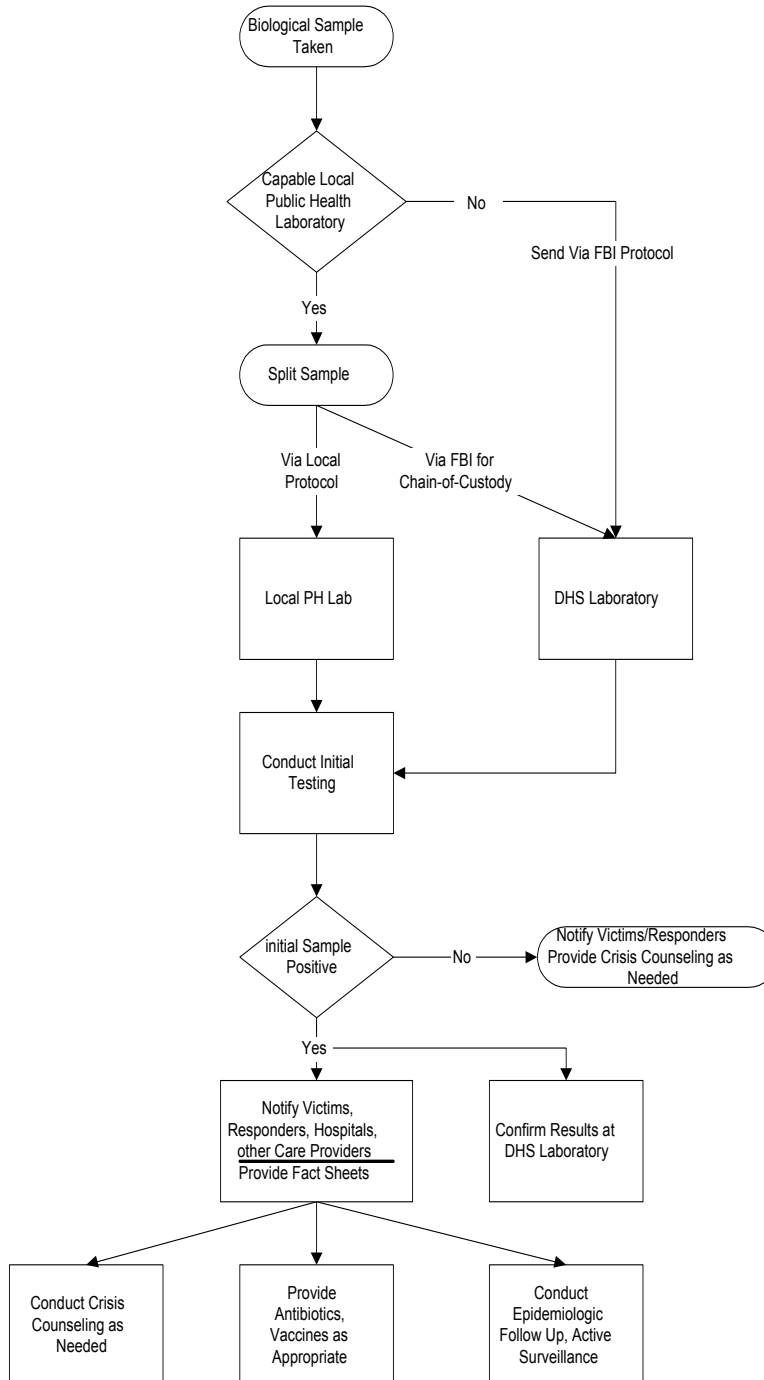 Biological Sample
Taken
Capable Local
Public Health
Laboratory
No
Send Via FBI Protocol
Yes
Split Sample
Via Local
Protocol
Via FBI for
Chain-of-Custody
Local PH Lab
DHS Laboratory
Conduct Initial
Testing
initial Sample
Positive
No
Notify Victims/Responders
Provide Crisis Counseling as
Needed
Yes
Notify Victims,
Responders, Hospitals,
other Care Providers
Provide Fact Sheets
Confirm Results at
DHS Laboratory
Conduct Crisis
Counseling as
Needed
Provide
Antibiotics,
Vaccines as
Appropriate
Conduct
Epidemiologic
Follow Up, Active
Surveillance